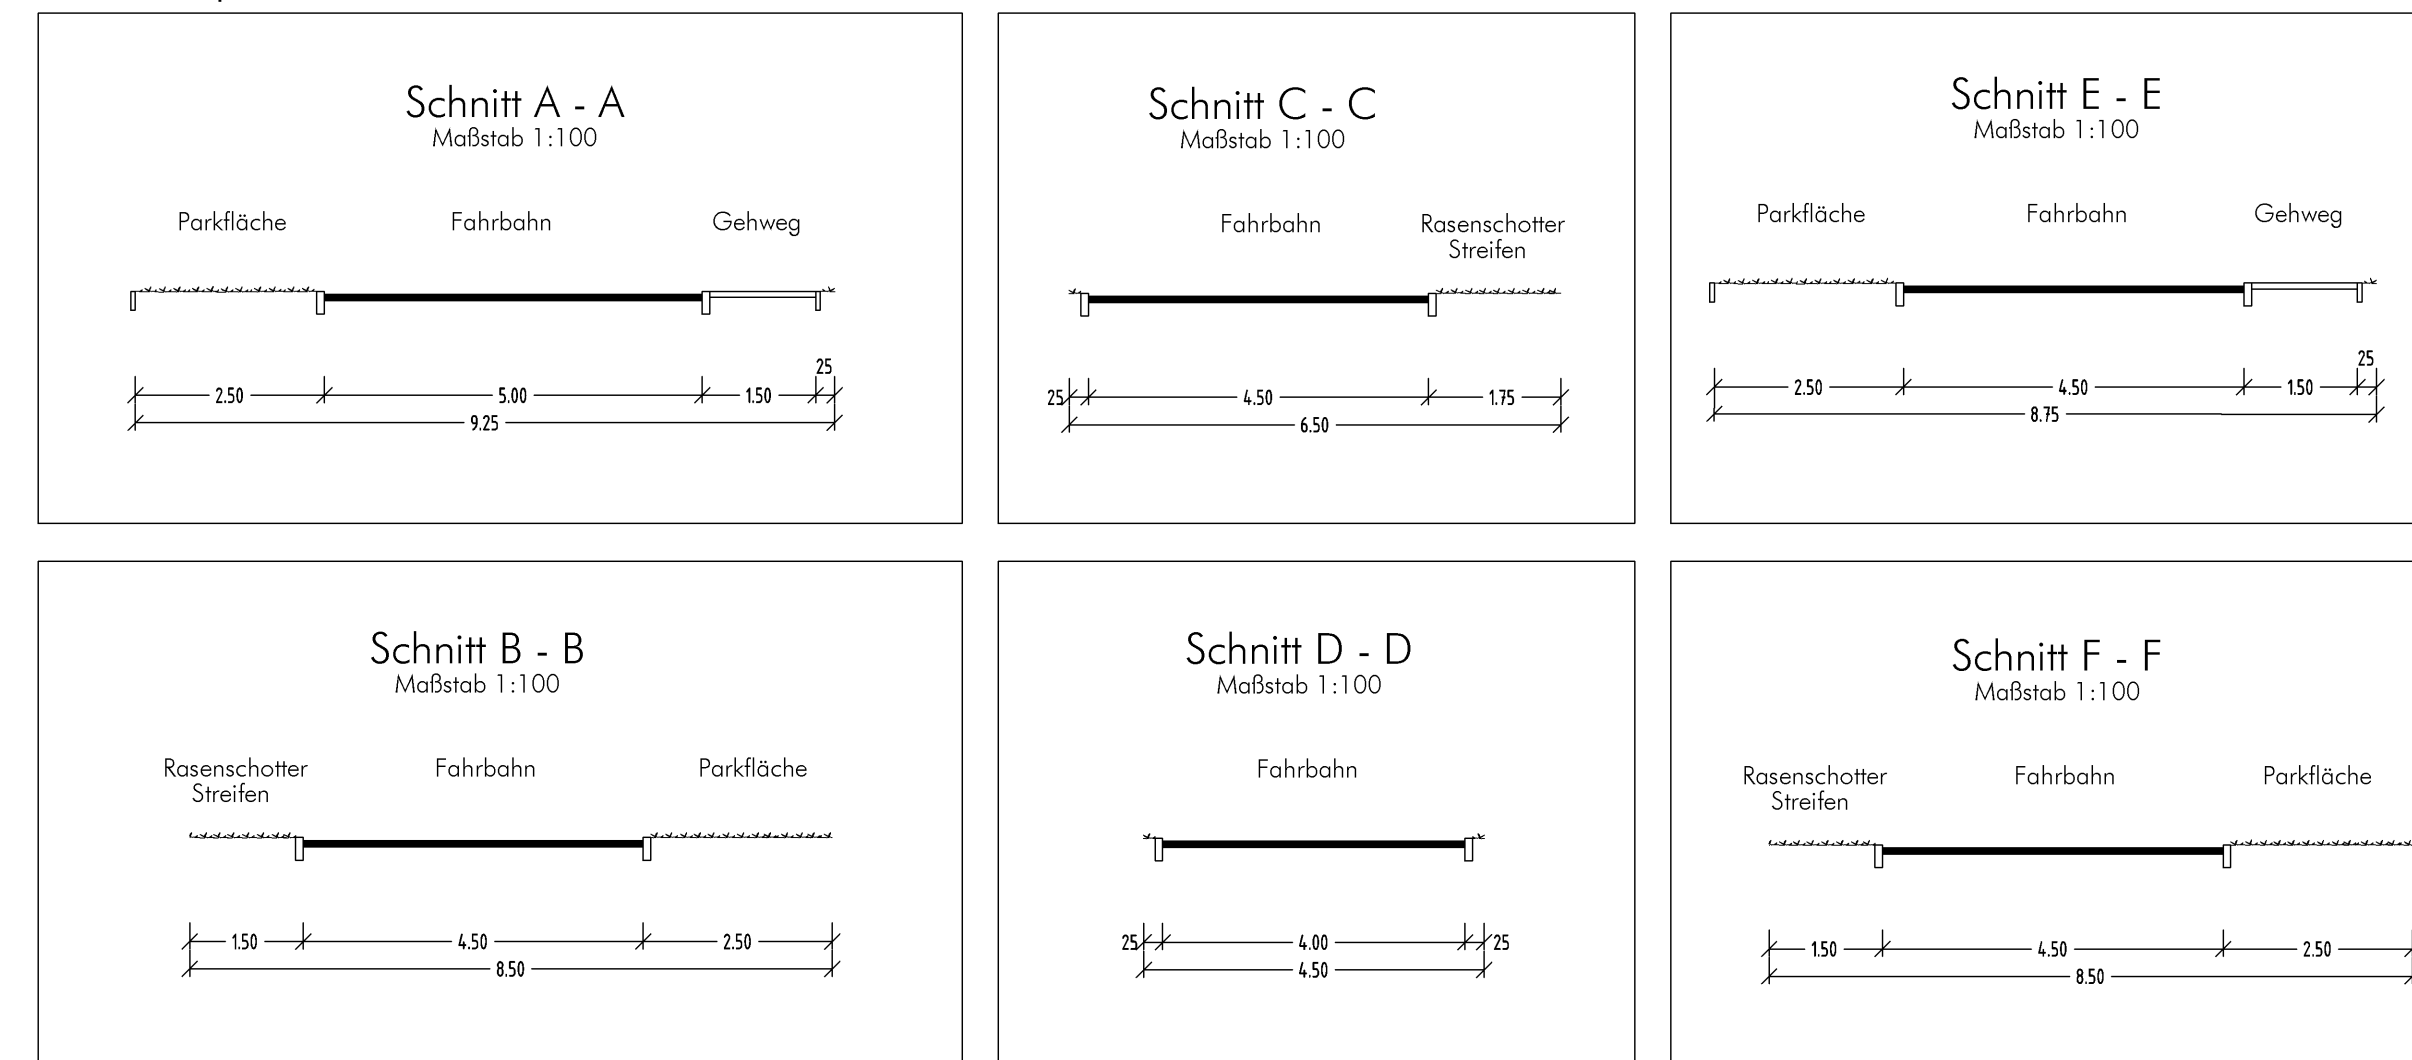 Schnitt A - A
Maßstab 1:100
Parkfläche Fahrbahn Gehweg
25
2.50 5.00 1.50
9.25
Schnitt C - C
Maßstab 1:100
Fahrbahn Rasenschotter
Streifen
25 4.50 1.75
6.50
Schnitt E - E
Maßstab 1:100
Parkfläche Fahrbahn Gehweg
25
2.50 4.50 1.50
8.75
Schnitt B - B
Maßstab 1:100
Rasenschotter Fahrbahn Parkfläche
Streifen
1.50 4.50 2.50
8.50
Schnitt D - D
Maßstab 1:100
Fahrbahn
25 4.00 25
4.50
Schnitt F - F
Maßstab 1:100
Rasenschotter Fahrbahn Parkfläche
Streifen
1.50 4.50 2.50
8.50